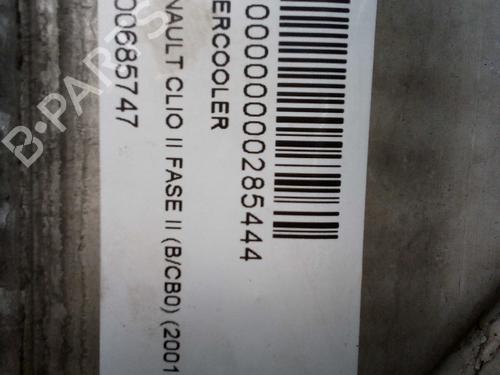 0000000285444
ERCOOLER
NAULT CLIO II FASE II (B/CB0) (2001
00685747
B-PARTS